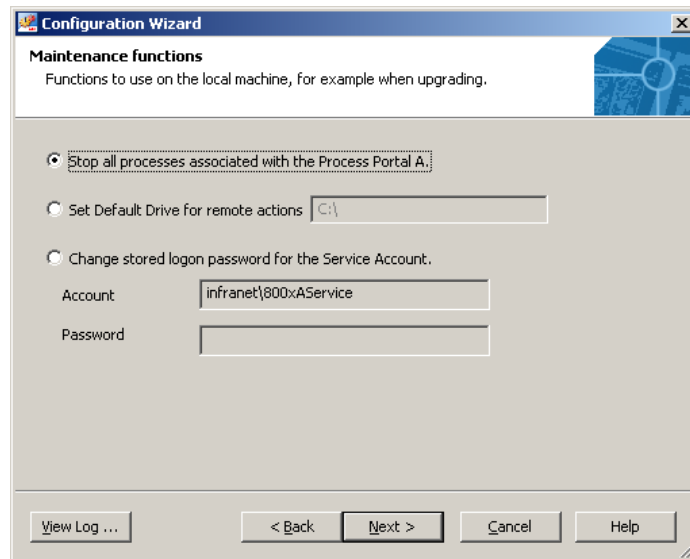 Configuration Wizard
Maintenance functions
Functions to use on the local machine, for example when upgrading.
Stop all processes associated with the Process Portal A.
Set Default Drive for remote actions C:\
Change stored logon password for the Service Account.
Account infranet\800xAService
Password
View Log ... < Back Next > Cancel Help